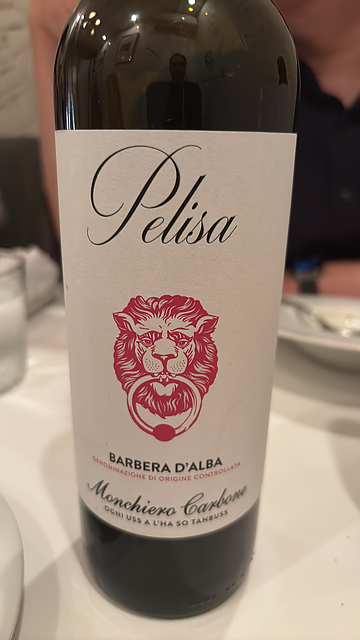 Pelisa
BARBERA D'ALBA
DENOMINAZIONE DI ORIGINE CONTROLLATA
Monchiero Carbone
OGNI USS A L'HA SO TANBUSS